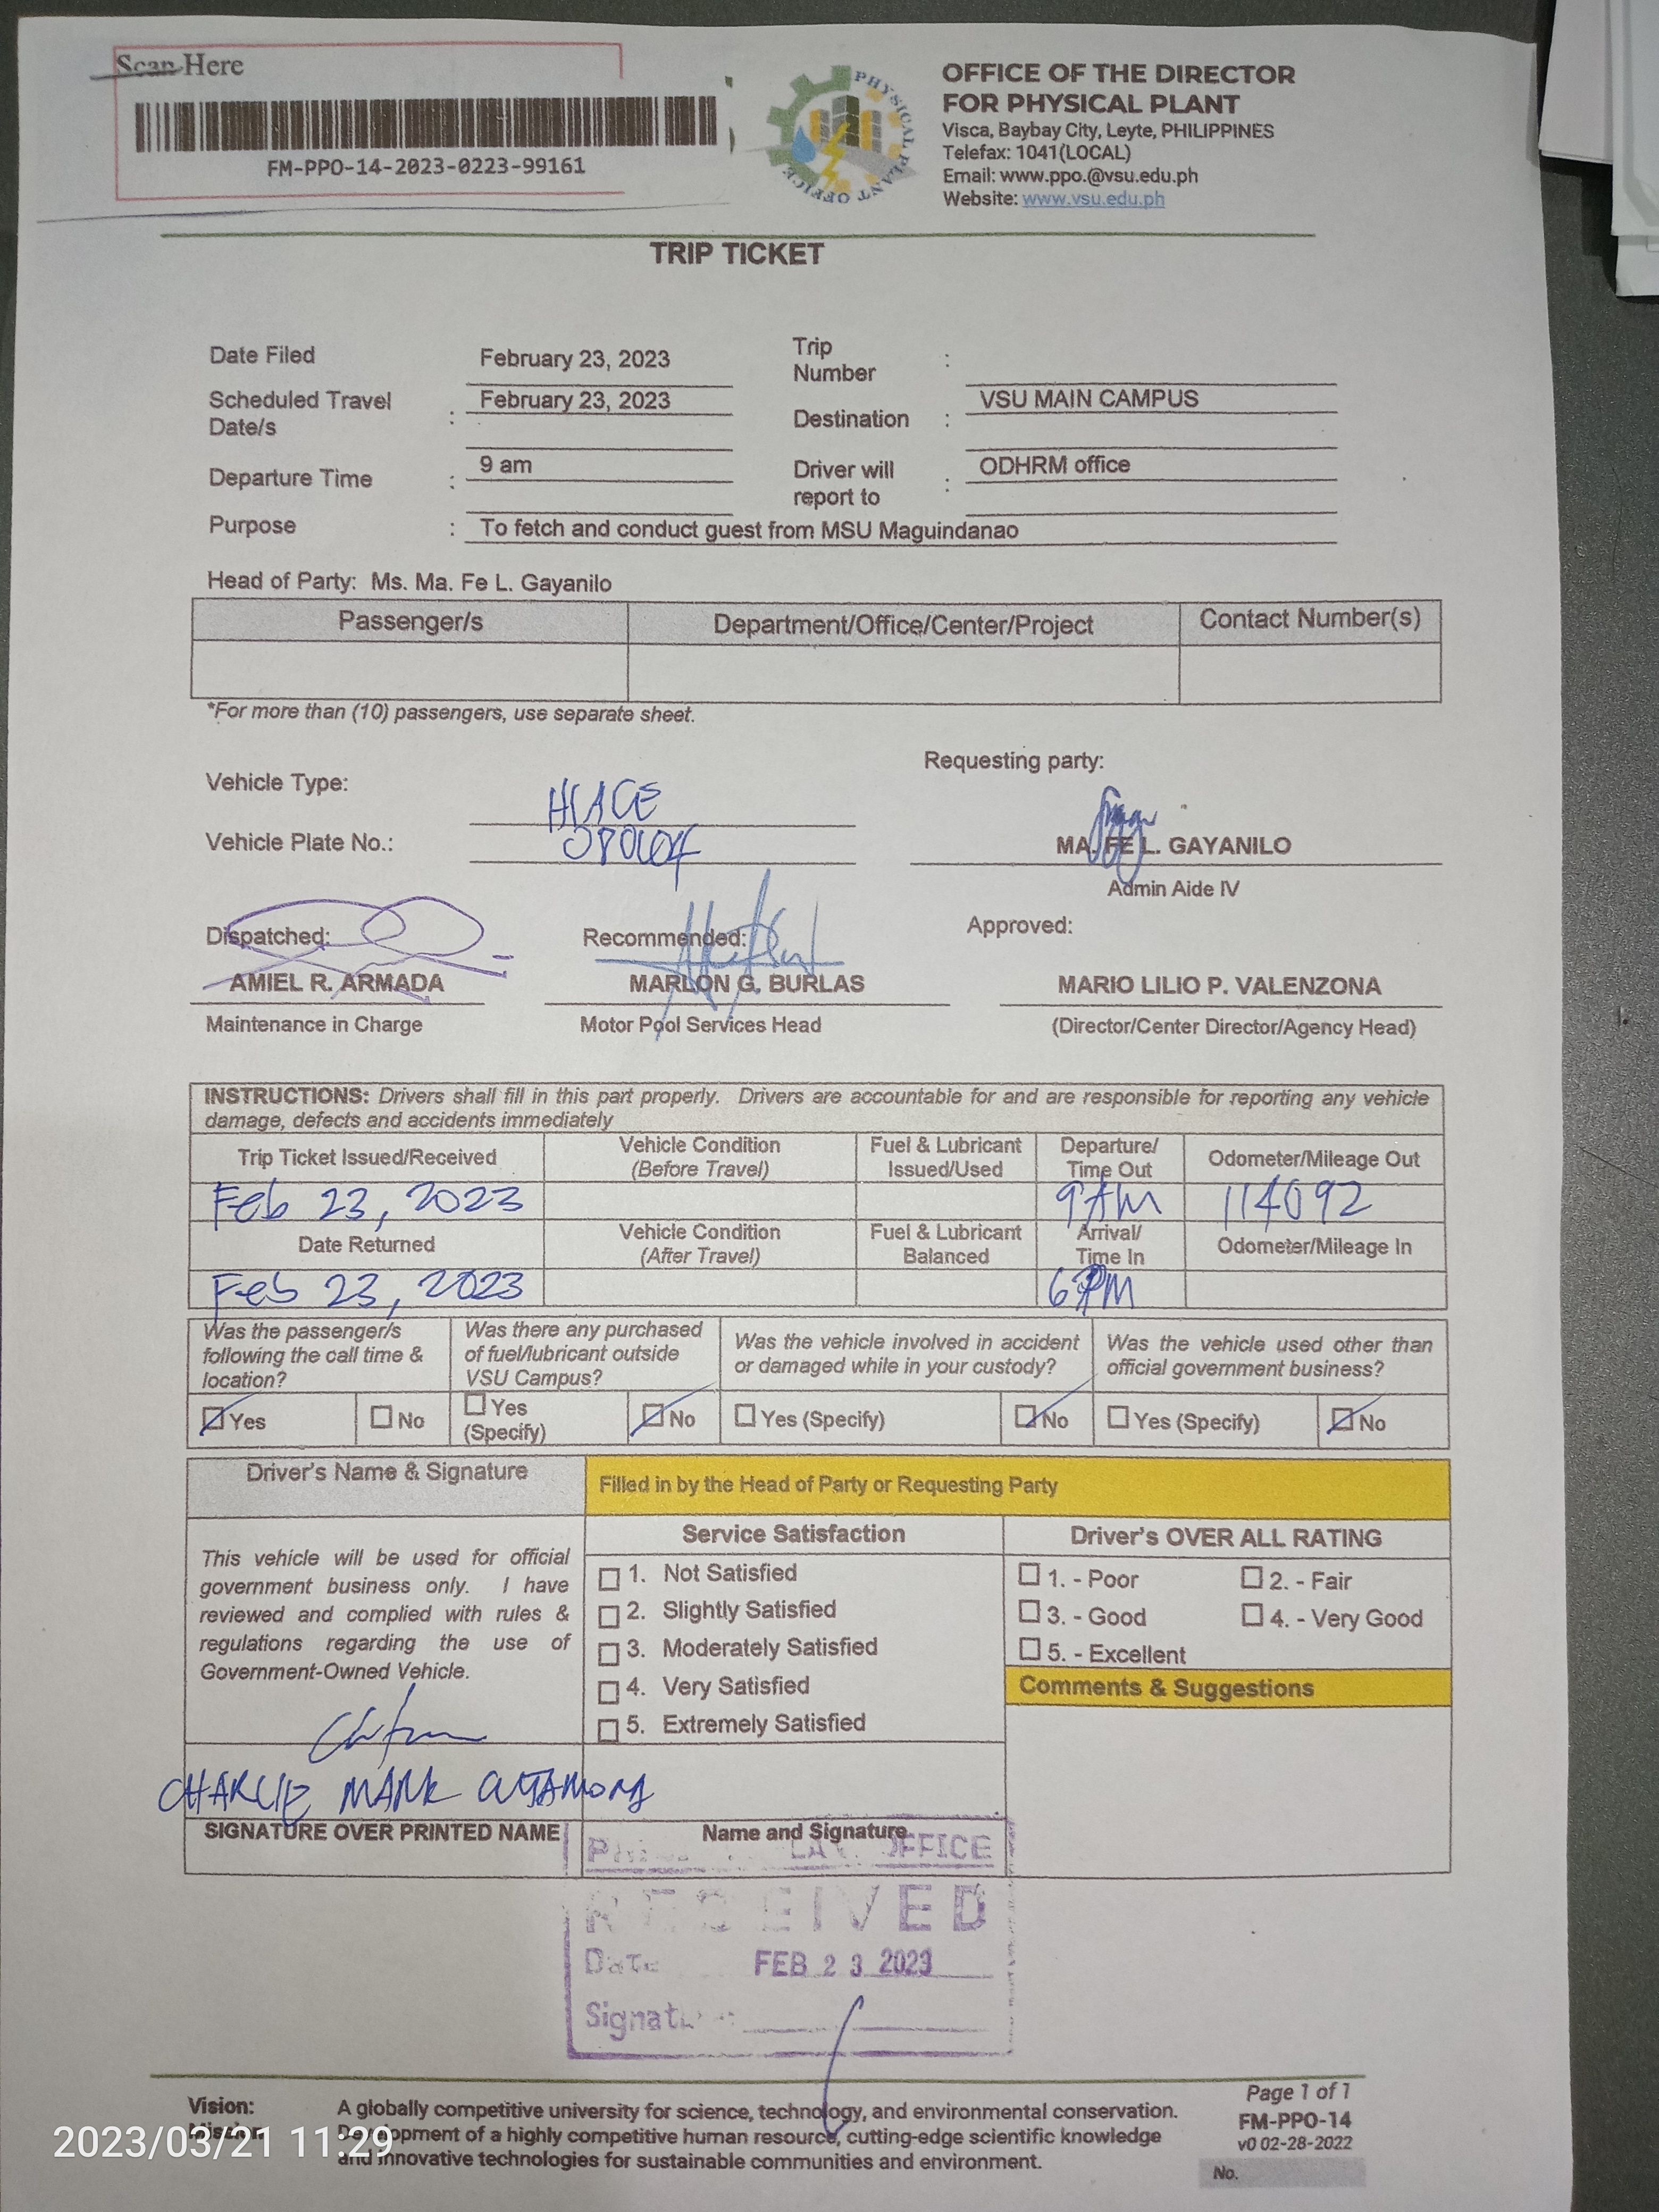 Scan Here
FM-PPO-14-2023-0223-99161
PHYSICAL PLANT OFFICE
OFFICE OF THE DIRECTOR
FOR PHYSICAL PLANT
Visca, Baybay City, Leyte, PHILIPPINES
Telefax: 1041(LOCAL)
Email: www.ppo.@vsu.edu.ph
Website: www.vsu.edu.ph
TRIP TICKET
Date Filed February 23, 2023 Trip Number :
Scheduled Travel Date/s : February 23, 2023 Destination : VSU MAIN CAMPUS
Departure Time : 9 am Driver will report to : ODHRM office
Purpose : To fetch and conduct guest from MSU Maguindanao
Head of Party: Ms. Ma. Fe L. Gayanilo
Passenger/s Department/Office/Center/Project Contact Number(s)
*For more than (10) passengers, use separate sheet.
Requesting party:
Vehicle Type: HIACE
Vehicle Plate No.:
MA. FE L. GAYANILO
Admin Aide IV
Dispatched: Recommended: Approved:
AMIEL R. ARMADA MARLON G. BURLAS MARIO LILIO P. VALENZONA
Maintenance in Charge Motor Pool Services Head (Director/Center Director/Agency Head)
INSTRUCTIONS: Drivers shall fill in this part properly. Drivers are accountable for and are responsible for reporting any vehicle
damage, defects and accidents immediately
Trip Ticket Issued/Received Vehicle Condition (Before Travel) Fuel & Lubricant Issued/Used Departure/ Time Out Odometer/Mileage Out
Feb 23, 2023 9AM 114092
Date Returned Vehicle Condition (After Travel) Fuel & Lubricant Balanced Arrival/ Time In Odometer/Mileage In
Feb 23, 2023 6PM
Was the passenger/s following the call time & location? Was there any purchased of fuel/lubricant outside VSU Campus? Was the vehicle involved in accident or damaged while in your custody? Was the vehicle used other than official government business?
Yes No Yes (Specify) No Yes (Specify) No Yes (Specify) No
Driver's Name & Signature
Filled in by the Head of Party or Requesting Party
Service Satisfaction
Driver's OVER ALL RATING
This vehicle will be used for official
government business only. I have
reviewed and complied with rules &
regulations regarding the use of
Government-Owned Vehicle.
1. Not Satisfied
2. Slightly Satisfied
3. Moderately Satisfied
4. Very Satisfied
5. Extremely Satisfied
1. - Poor 2. - Fair
3. - Good 4. - Very Good
5. - Excellent
Comments & Suggestions
CHARLIE MARK
SIGNATURE OVER PRINTED NAME
Name and Signature
OFFICE
RECEIVED
Date FEB 23 2023
Vision: A globally competitive university for science, technology, and environmental conservation.
Mission: Development of a highly competitive human resource, cutting-edge scientific knowledge
and innovative technologies for sustainable communities and environment.
Page 1 of 1
FM-PPO-14
v0 02-28-2022
No.
2023/03/21 11:29